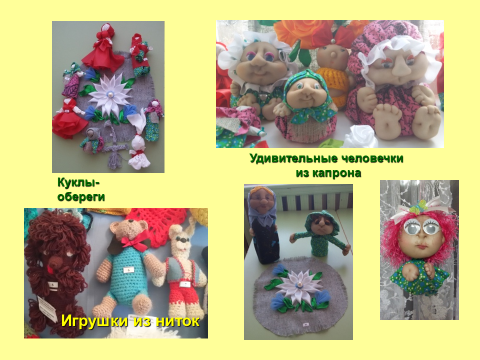 Удивительные человечки
из капрона
Куклы-
обереги
Игрушки из ниток